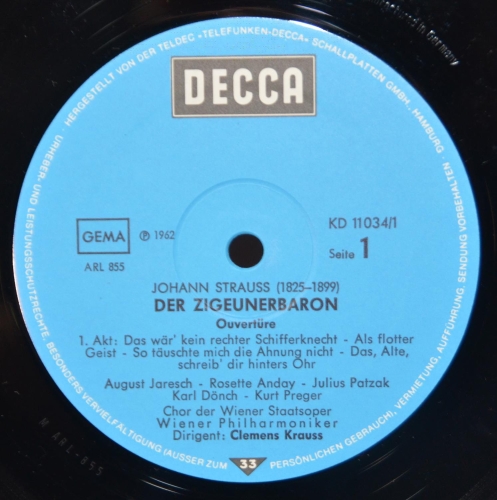 HERGESTELLT VON DER TELDEC »TELEFUNKEN-DECCA« SCHALLPLATTEN GMBH., HAMBURG
URHEBER- UND LEISTUNGSSCHUTZRECHTE, BESONDERS VERVIELFÄLTIGUNG (AUSSER ZUM PERSÖNLICHEN GEBRAUCH), VERMIETUNG, AUFFÜHRUNG, SENDUNG VORBEHALTEN
DECCA
GEMA
℗ 1962
KD 11034/1
ARL 855
Seite 1
JOHANN STRAUSS (1825-1899)
DER ZIGEUNERBARON
Ouvertüre
1. Akt: Das wär' kein rechter Schifferknecht - Als flotter
Geist - So täuschte mich die Ahnung nicht - Das, Alte,
schreib' dir hinters Ohr
August Jaresch - Rosette Anday - Julius Patzak
Karl Dönch - Kurt Preger
Chor der Wiener Staatsoper
Wiener Philharmoniker
Dirigent: Clemens Krauss
33
ARL-855